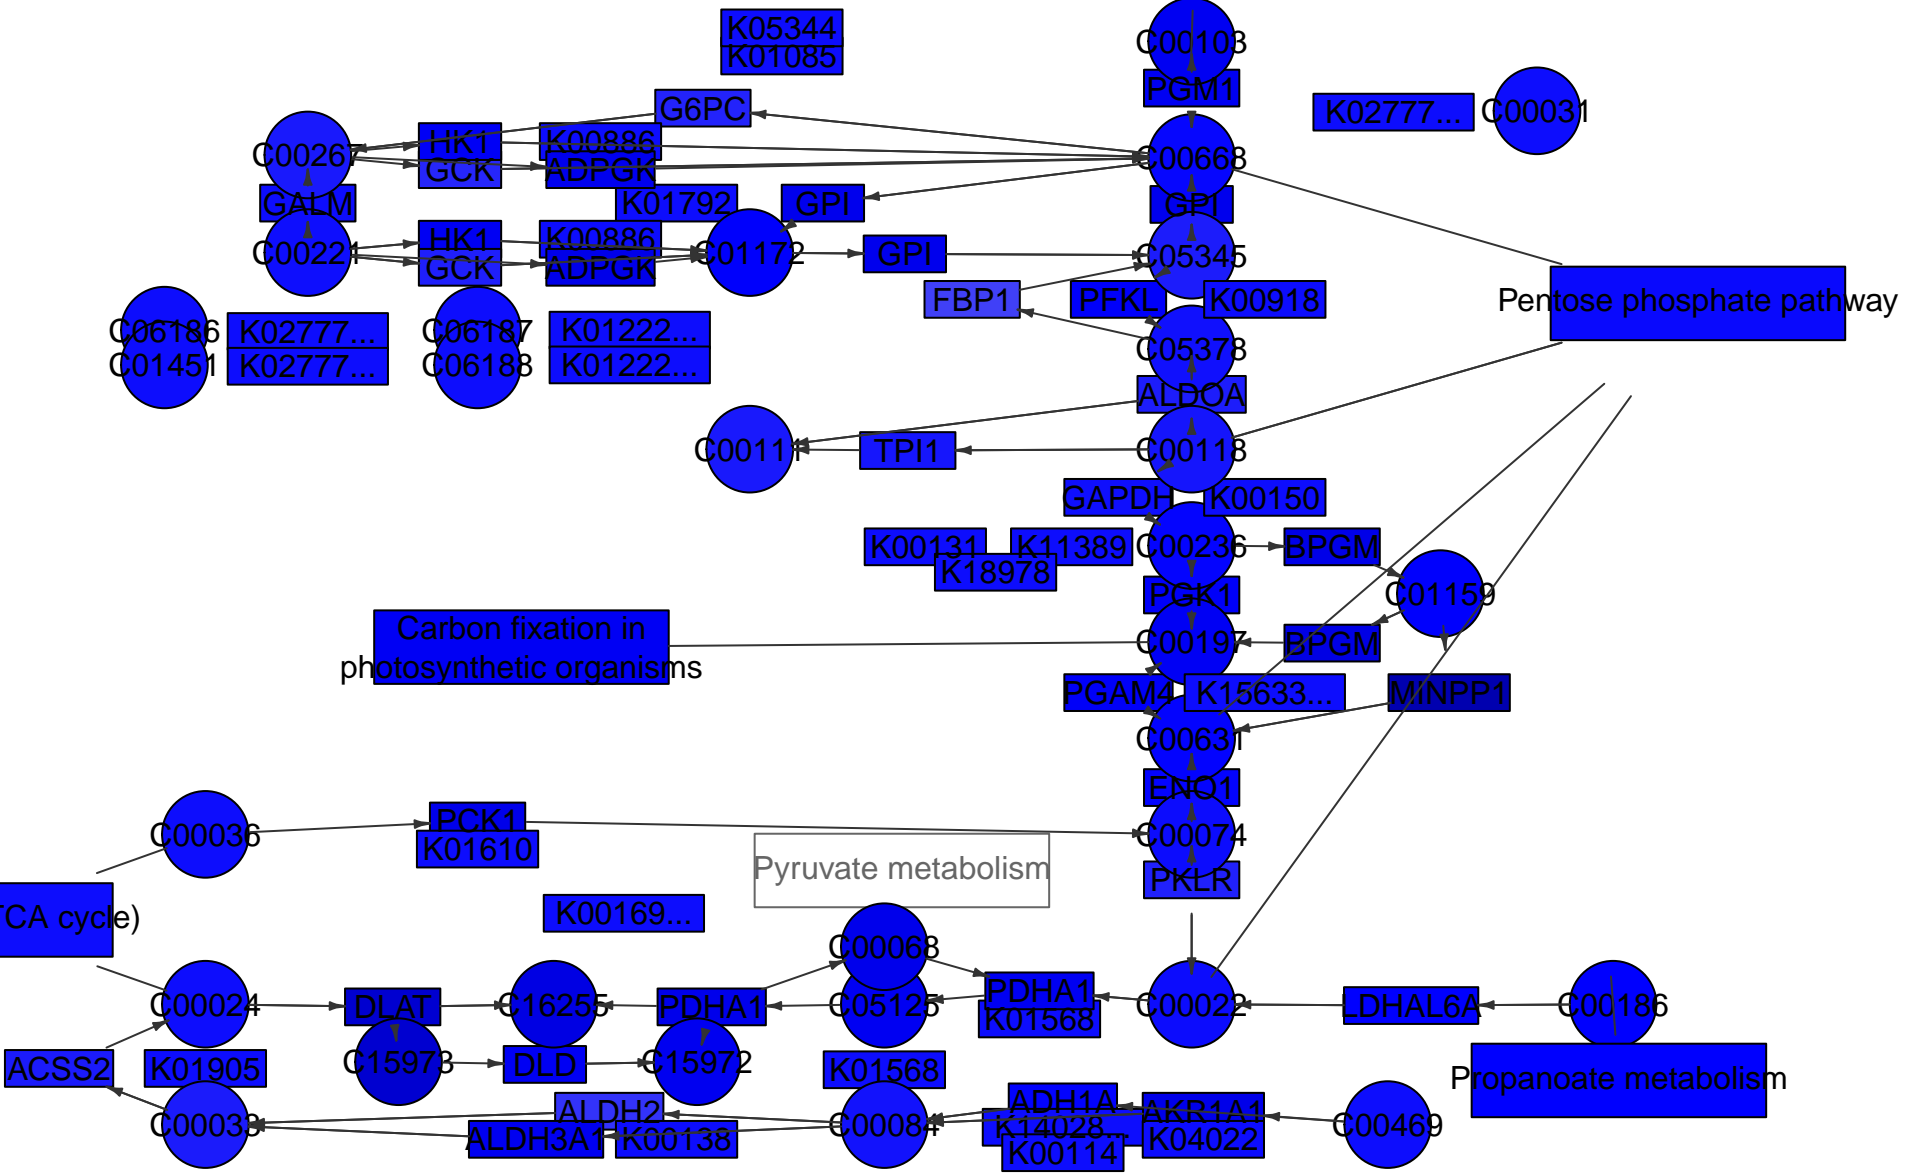 K05344
K01085
C00103
PGM1
K02777...
C00031
G6PC
C00267
HK1
K00886
GCK
ADPGK
C00668
GALM
K01792
GPI
GPI
C00221
HK1
K00886
GCK
ADPGK
C01172
GPI
C05345
FBP1
PFKL
K00918
Pentose phosphate pathway
C06186
K02777...
C06187
K01222...
C01451
K02777...
C06188
K01222...
C05378
ALDOA
C00111
TPI1
C00118
GAPDH
K00150
K00131
K11389
C00236
BPGM
K18978
PGK1
C01159
Carbon fixation in
photosynthetic organisms
C00197
BPGM
PGAM4
K15633...
MINPP1
C00631
ENO1
C00036
PCK1
K01610
C00074
Pyruvate metabolism
PKLR
TCA cycle)
K00169...
C00068
C00024
DLAT
C16255
PDHA1
C05125
PDHA1
K01568
C00022
LDHAL6A
C00186
ACSS2
K01905
C15973
DLD
C15972
K01568
Propanoate metabolism
C00033
ALDH2
ALDH3A1
K00138
C00084
ADH1A
K14028...
K00114
AKR1A1
K04022
C00469